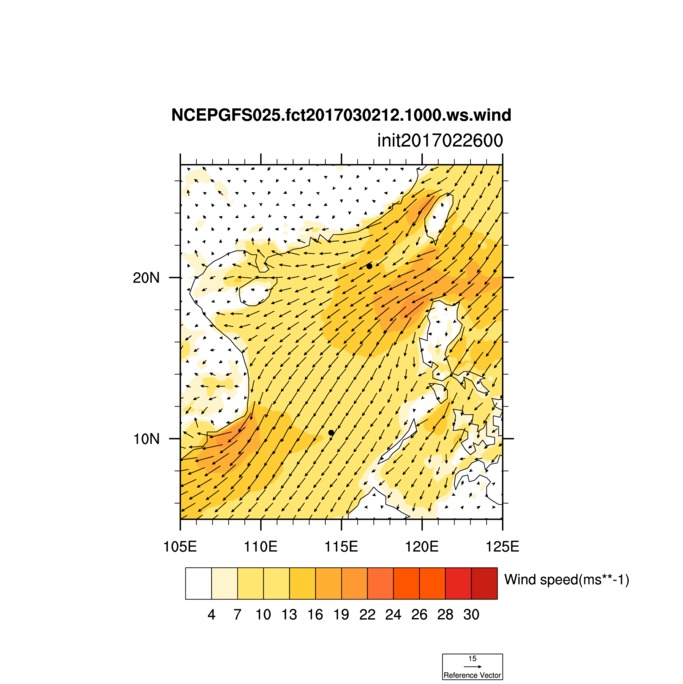 NCEPGFS025.fct2017030212.1000.ws.wind
init2017022600
20N
10N
105E 110E 115E 120E 125E
Wind speed(ms**-1)
4 7 10 13 16 19 22 24 26 28 30
15
Reference Vector